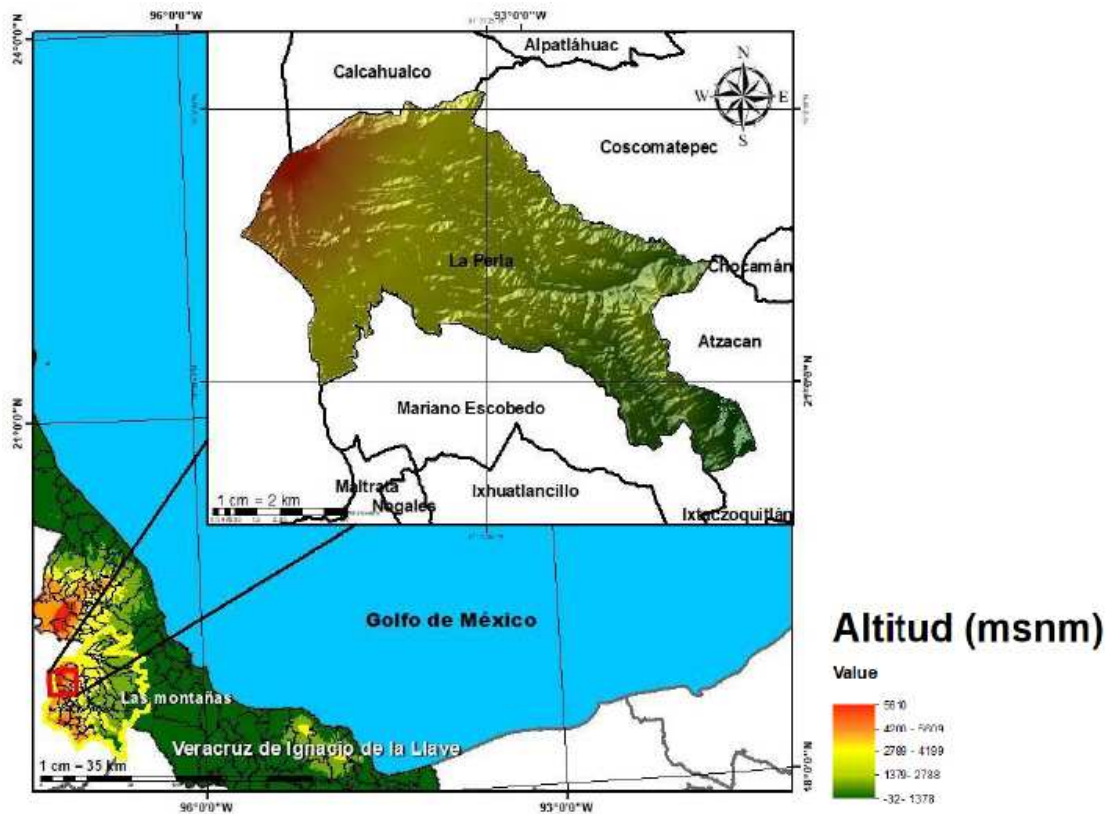 96°0'0"W
93°0'0"W
24°0'0"N
Alpatláhuac
Calcahualco
N
W
E
S
Coscomatepec
La Perla
Chocamán
Atzacan
21°0'0"N
21°0'0"N
Mariano Escobedo
Maltrata
1 cm = 2 km
Nogales
Ixhuatlancillo
Ixtaczoquitlán
Golfo de México
Las montañas
Veracruz de Ignacio de la Llave
1 cm = 35 km
18°0'0"N
96°0'0"W
93°0'0"W
Altitud (msnm)
Value
5610
4200 - 5609
2789 - 4199
1379 - 2788
-32 - 1378